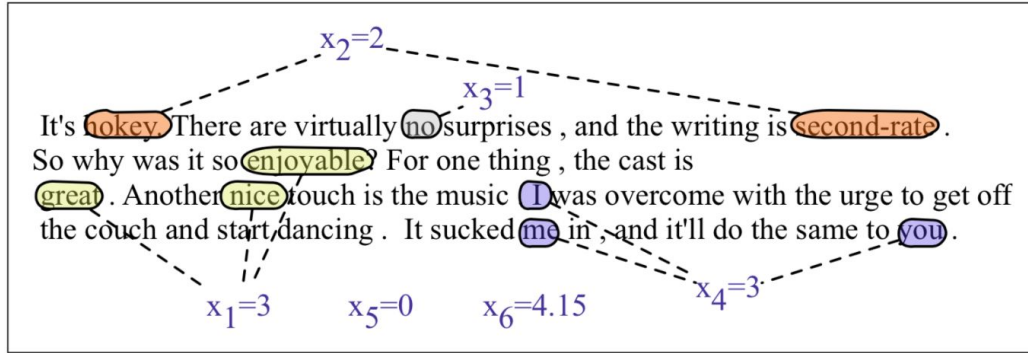 x2=2
x3=1
It's hokey. There are virtually no surprises , and the writing is second-rate .
So why was it so enjoyable? For one thing , the cast is
great . Another nice touch is the music I was overcome with the urge to get off
the couch and start dancing . It sucked me in , and it'll do the same to you .
x1=3 x5=0 x6=4.15 x4=3